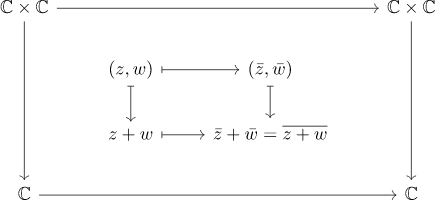 ℂ × ℂ ℂ × ℂ
(z, w) (z̄, w̄)
z + w z̄ + w̄ = \overline{z + w}
ℂ ℂ